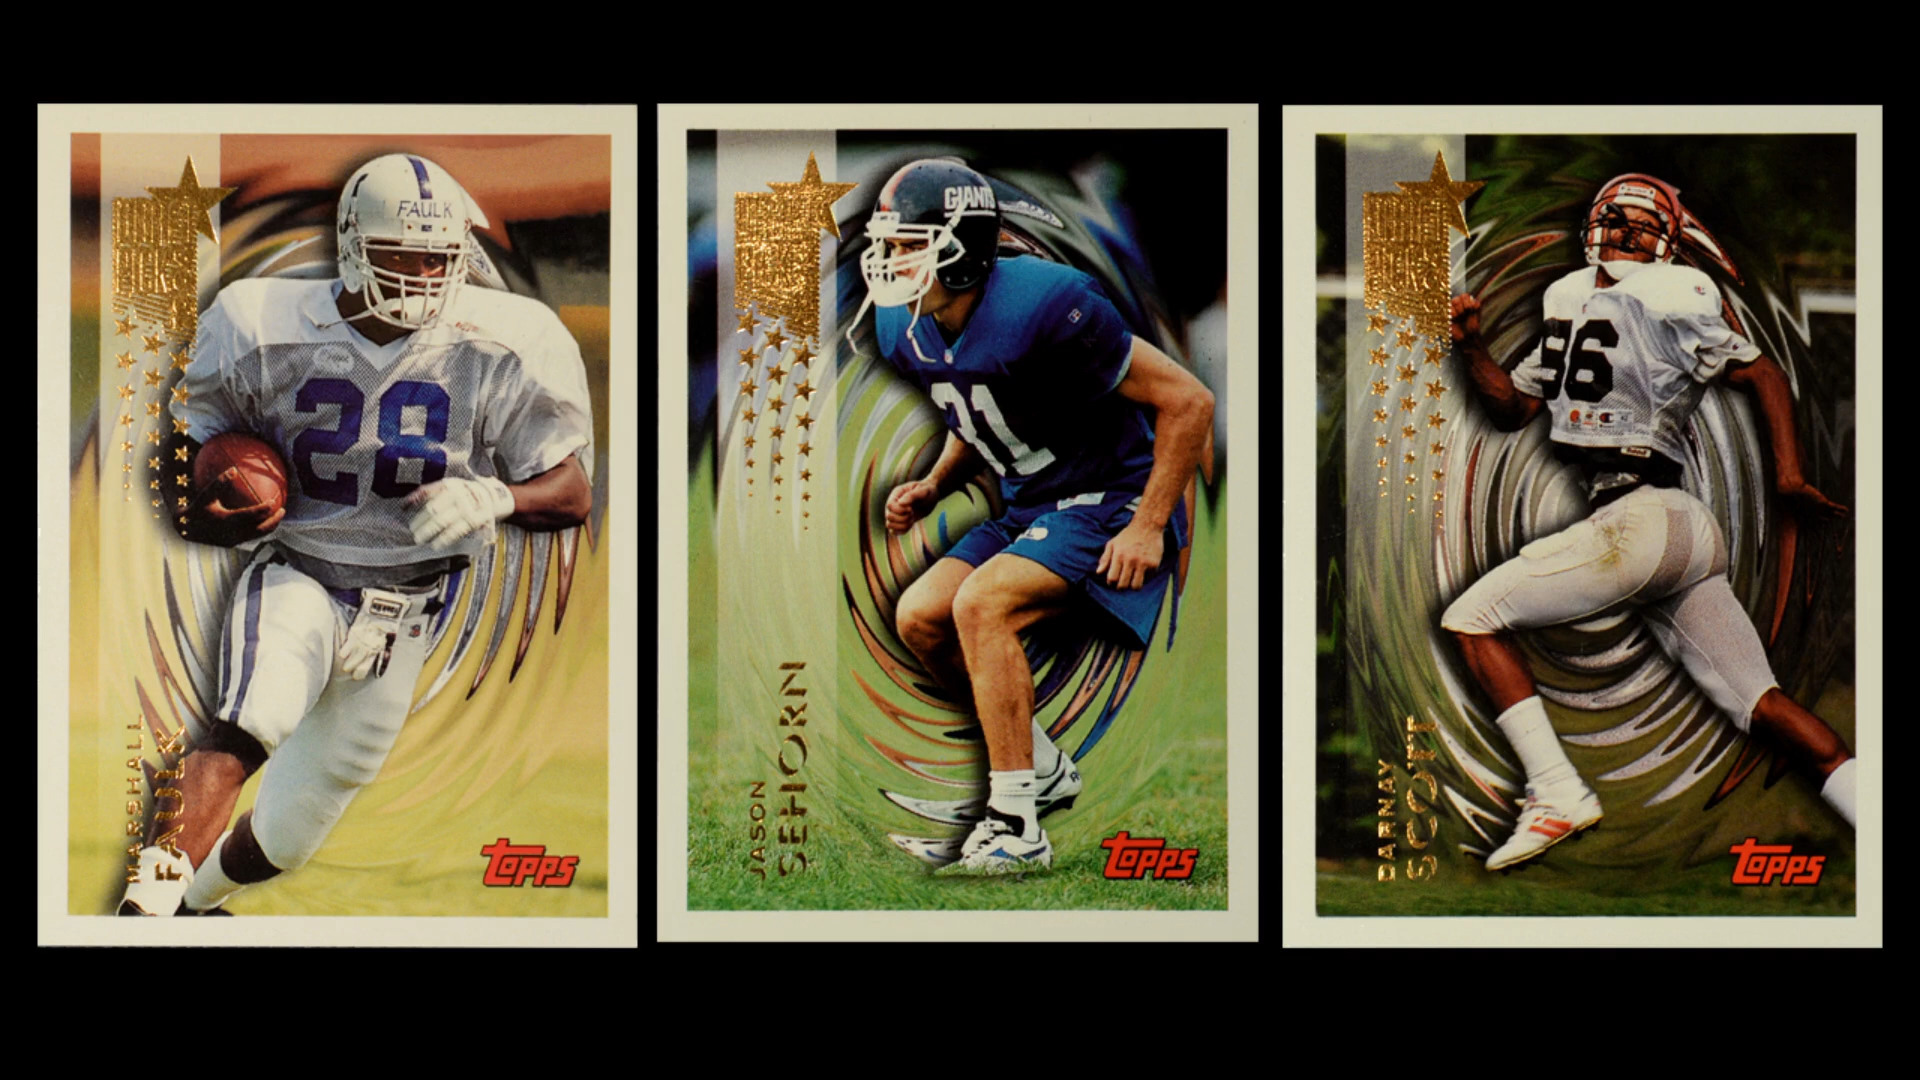 FAULK
28
MARSHALL
FAULK
Topps
GIANTS
31
JASON
SEHORN
Topps
86
DARNAY
SCOTT
Topps